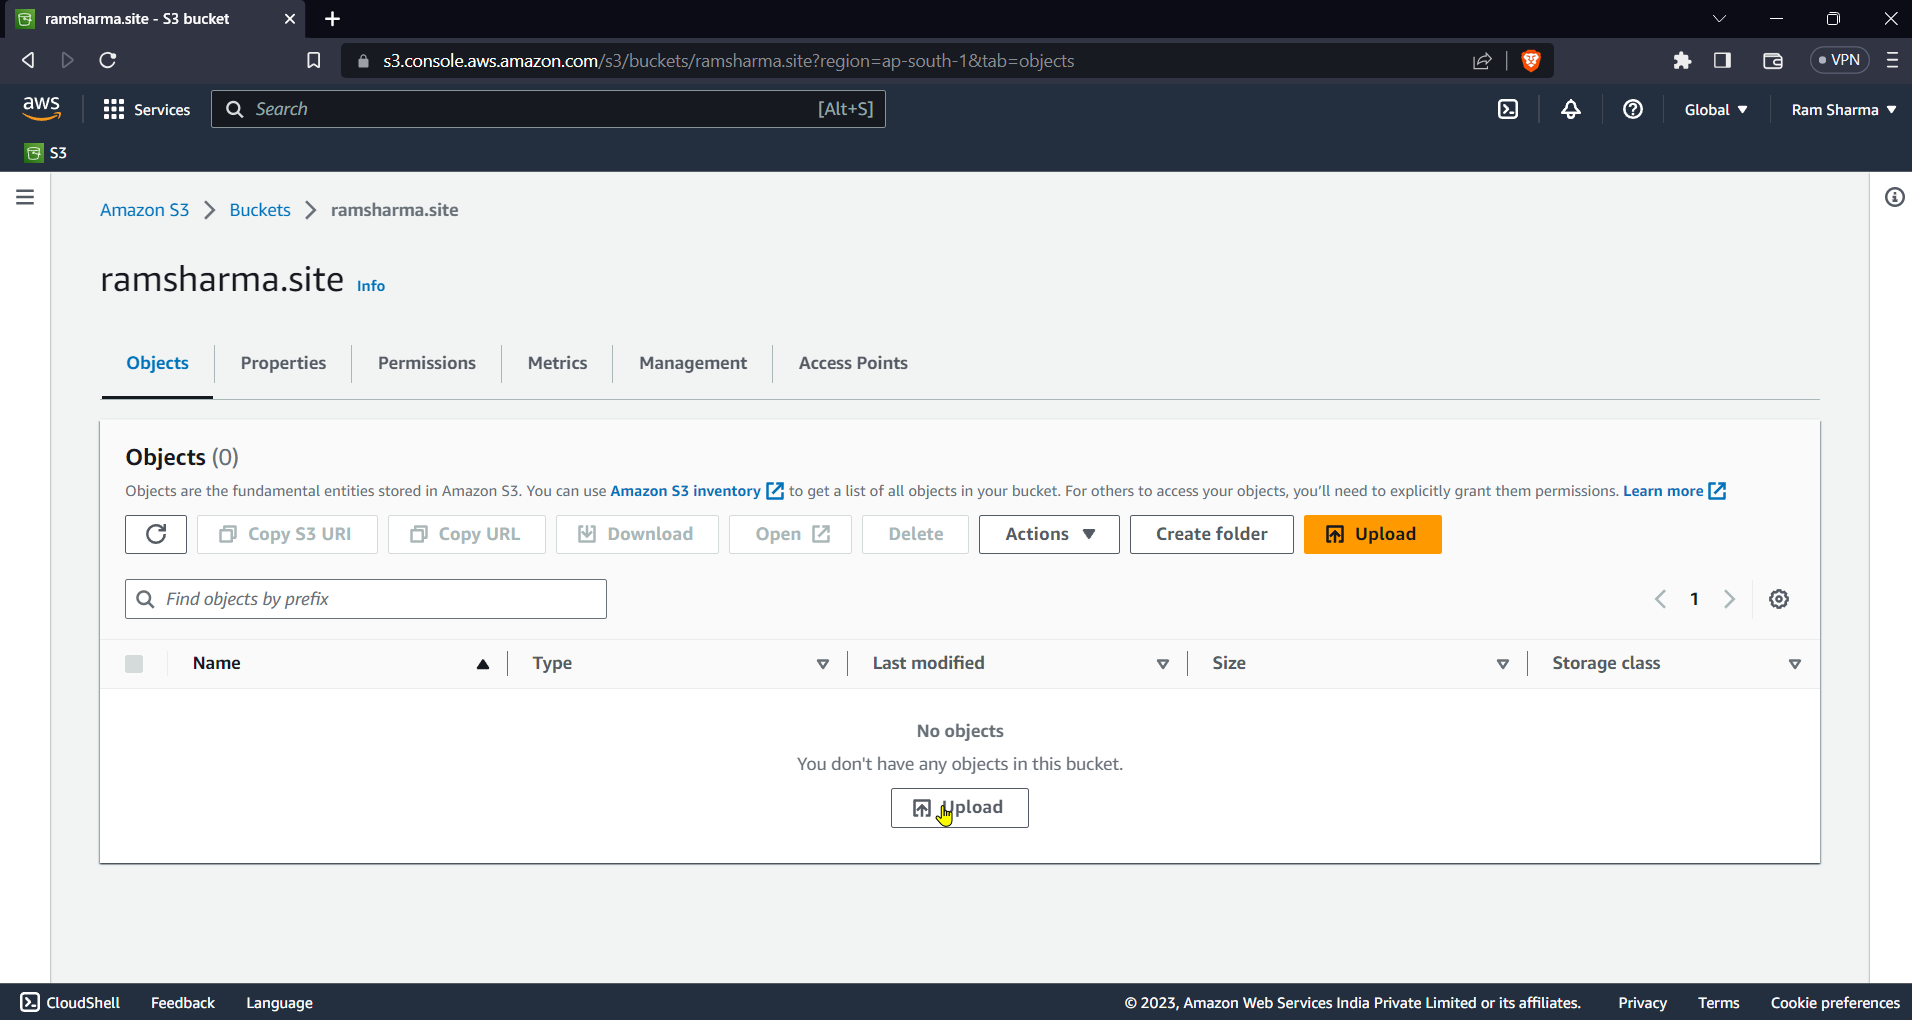 ramsharma.site - S3 bucket
s3.console.aws.amazon.com/s3/buckets/ramsharma.site?region=ap-south-1&tab=objects
VPN
aws
Services
Search
[Alt+S]
Global
Ram Sharma
S3
Amazon S3 > Buckets > ramsharma.site
ramsharma.site Info
Objects
Properties
Permissions
Metrics
Management
Access Points
Objects (0)
Objects are the fundamental entities stored in Amazon S3. You can use Amazon S3 inventory to get a list of all objects in your bucket. For others to access your objects, you'll need to explicitly grant them permissions. Learn more
Copy S3 URI
Copy URL
Download
Open
Delete
Actions
Create folder
Upload
Find objects by prefix
1
Name
Type
Last modified
Size
Storage class
No objects
You don't have any objects in this bucket.
Upload
CloudShell
Feedback
Language
© 2023, Amazon Web Services India Private Limited or its affiliates.
Privacy
Terms
Cookie preferences